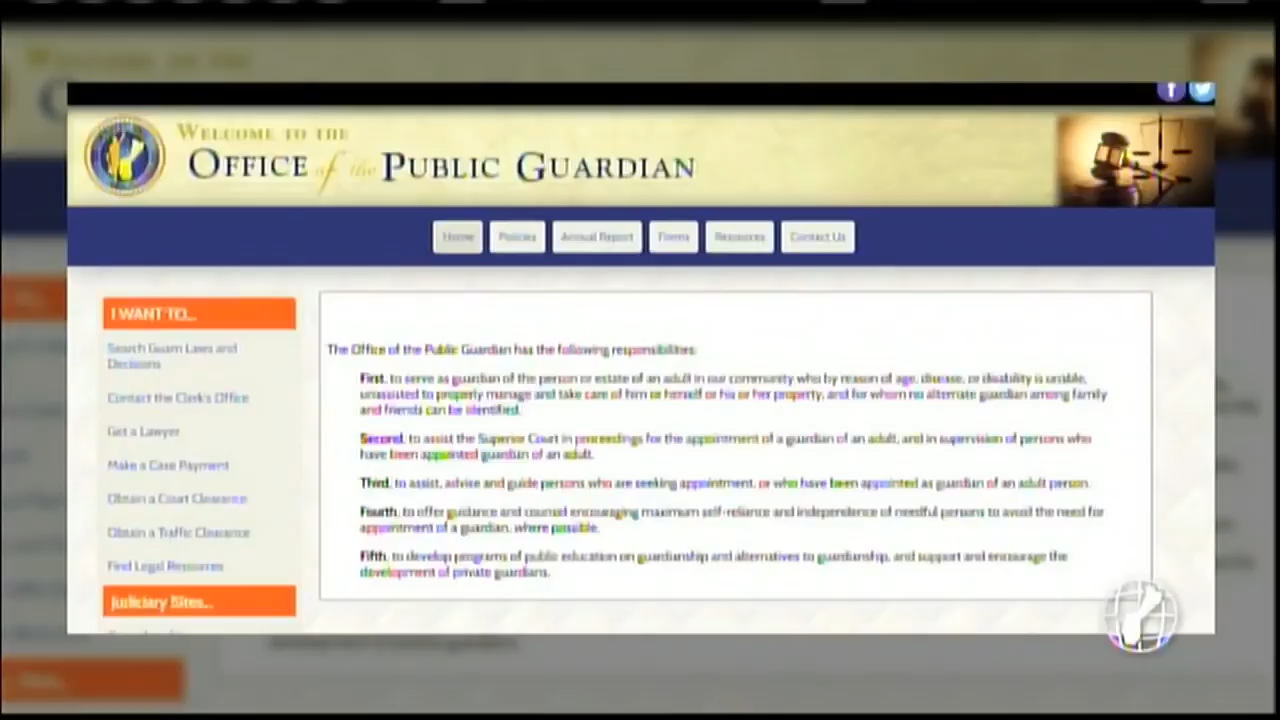 WELCOME TO THE
OFFICE of the PUBLIC GUARDIAN
Home
Policies
Annual Report
Forms
Resources
Contact Us
I WANT TO...
Search Guam Laws and
Decisions
Contact the Clerk's Office
Get a Lawyer
Make a Case Payment
Obtain a Court Clearance
Obtain a Traffic Clearance
Find Legal Resources
Judiciary Sites...
The Office of the Public Guardian has the following responsibilities:
First, to serve as guardian of the person or estate of an adult in our community who by reason of age, disease, or disability is unable,
unassisted to properly manage and take care of him or herself or his or her property, and for whom no alternate guardian among family
and friends can be identified.
Second, to assist the Superior Court in proceedings for the appointment of a guardian of an adult, and in supervision of persons who
have been appointed guardian of an adult.
Third, to assist, advise and guide persons who are seeking appointment, or who have been appointed as guardian of an adult person.
Fourth, to offer guidance and counsel encouraging maximum self-reliance and independence of needful persons to avoid the need for
appointment of a guardian, where possible.
Fifth, to develop programs of public education on guardianship and alternatives to guardianship, and support and encourage the
development of private guardians.